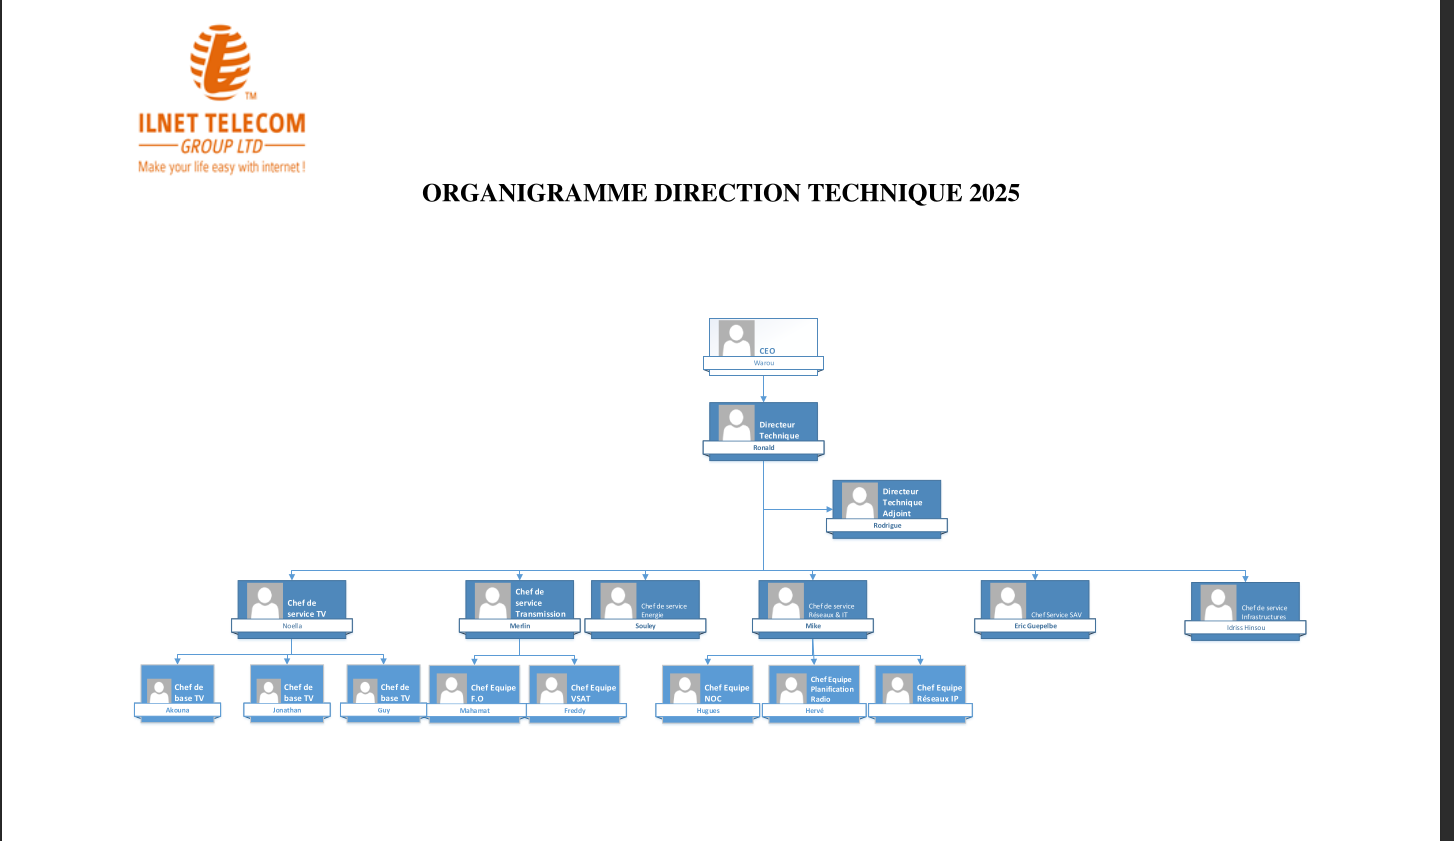 TM
ILNET TELECOM
GROUP LTD
Make your life easy with internet !
ORGANIGRAMME DIRECTION TECHNIQUE 2025
CEO
Warou
Directeur
Technique
Ronald
Directeur
Technique
Adjoint
Rodrigue
Chef de
service TV
Noella
Chef de
service
Transmission
Merlin
Chef de service
Energie
Souley
Chef de service
Réseaux & IT
Mike
Chef Service SAV
Eric Guepelbe
Chef de service
Infrastructures
Idriss Hinsou
Chef de
base TV
Akouna
Chef de
base TV
Jonathan
Chef de
base TV
Guy
Chef Equipe
F.O
Mahamat
Chef Equipe
VSAT
Freddy
Chef Equipe
NOC
Hugues
Chef Equipe
Planification
Radio
Hervé
Chef Equipe
Réseaux IP